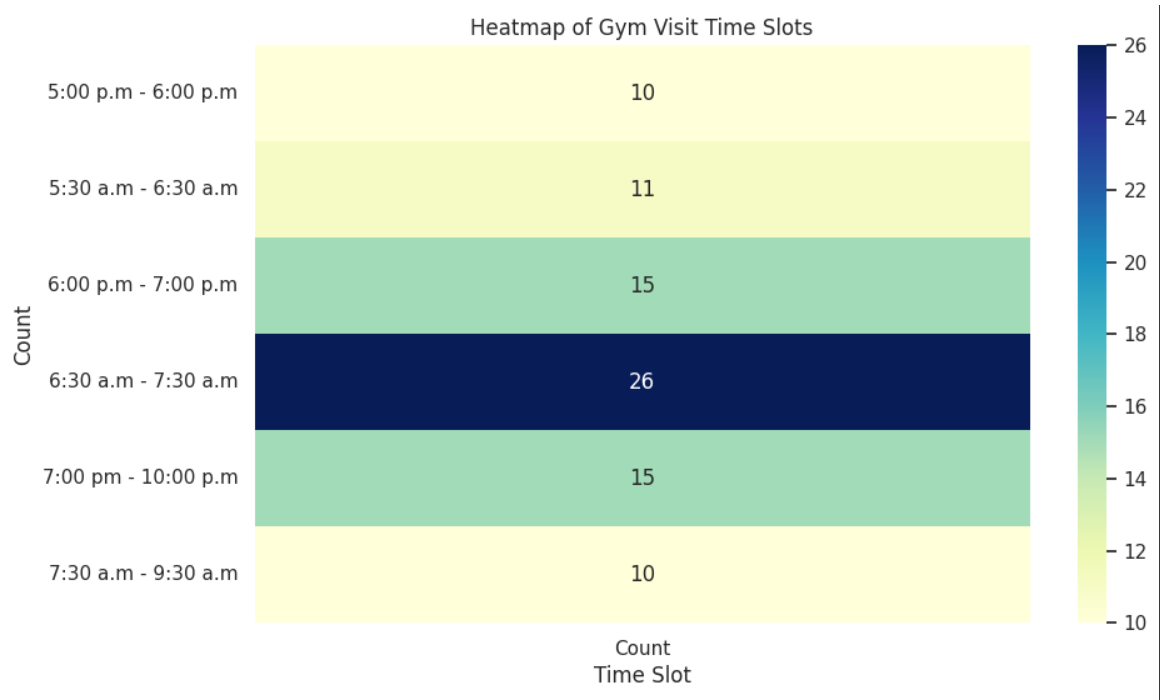 Heatmap of Gym Visit Time Slots
5:00 p.m - 6:00 p.m
10
5:30 a.m - 6:30 a.m
11
6:00 p.m - 7:00 p.m
15
6:30 a.m - 7:30 a.m
26
7:00 pm - 10:00 p.m
15
7:30 a.m - 9:30 a.m
10
Count
Count
Time Slot
26
24
22
20
18
16
14
12
10